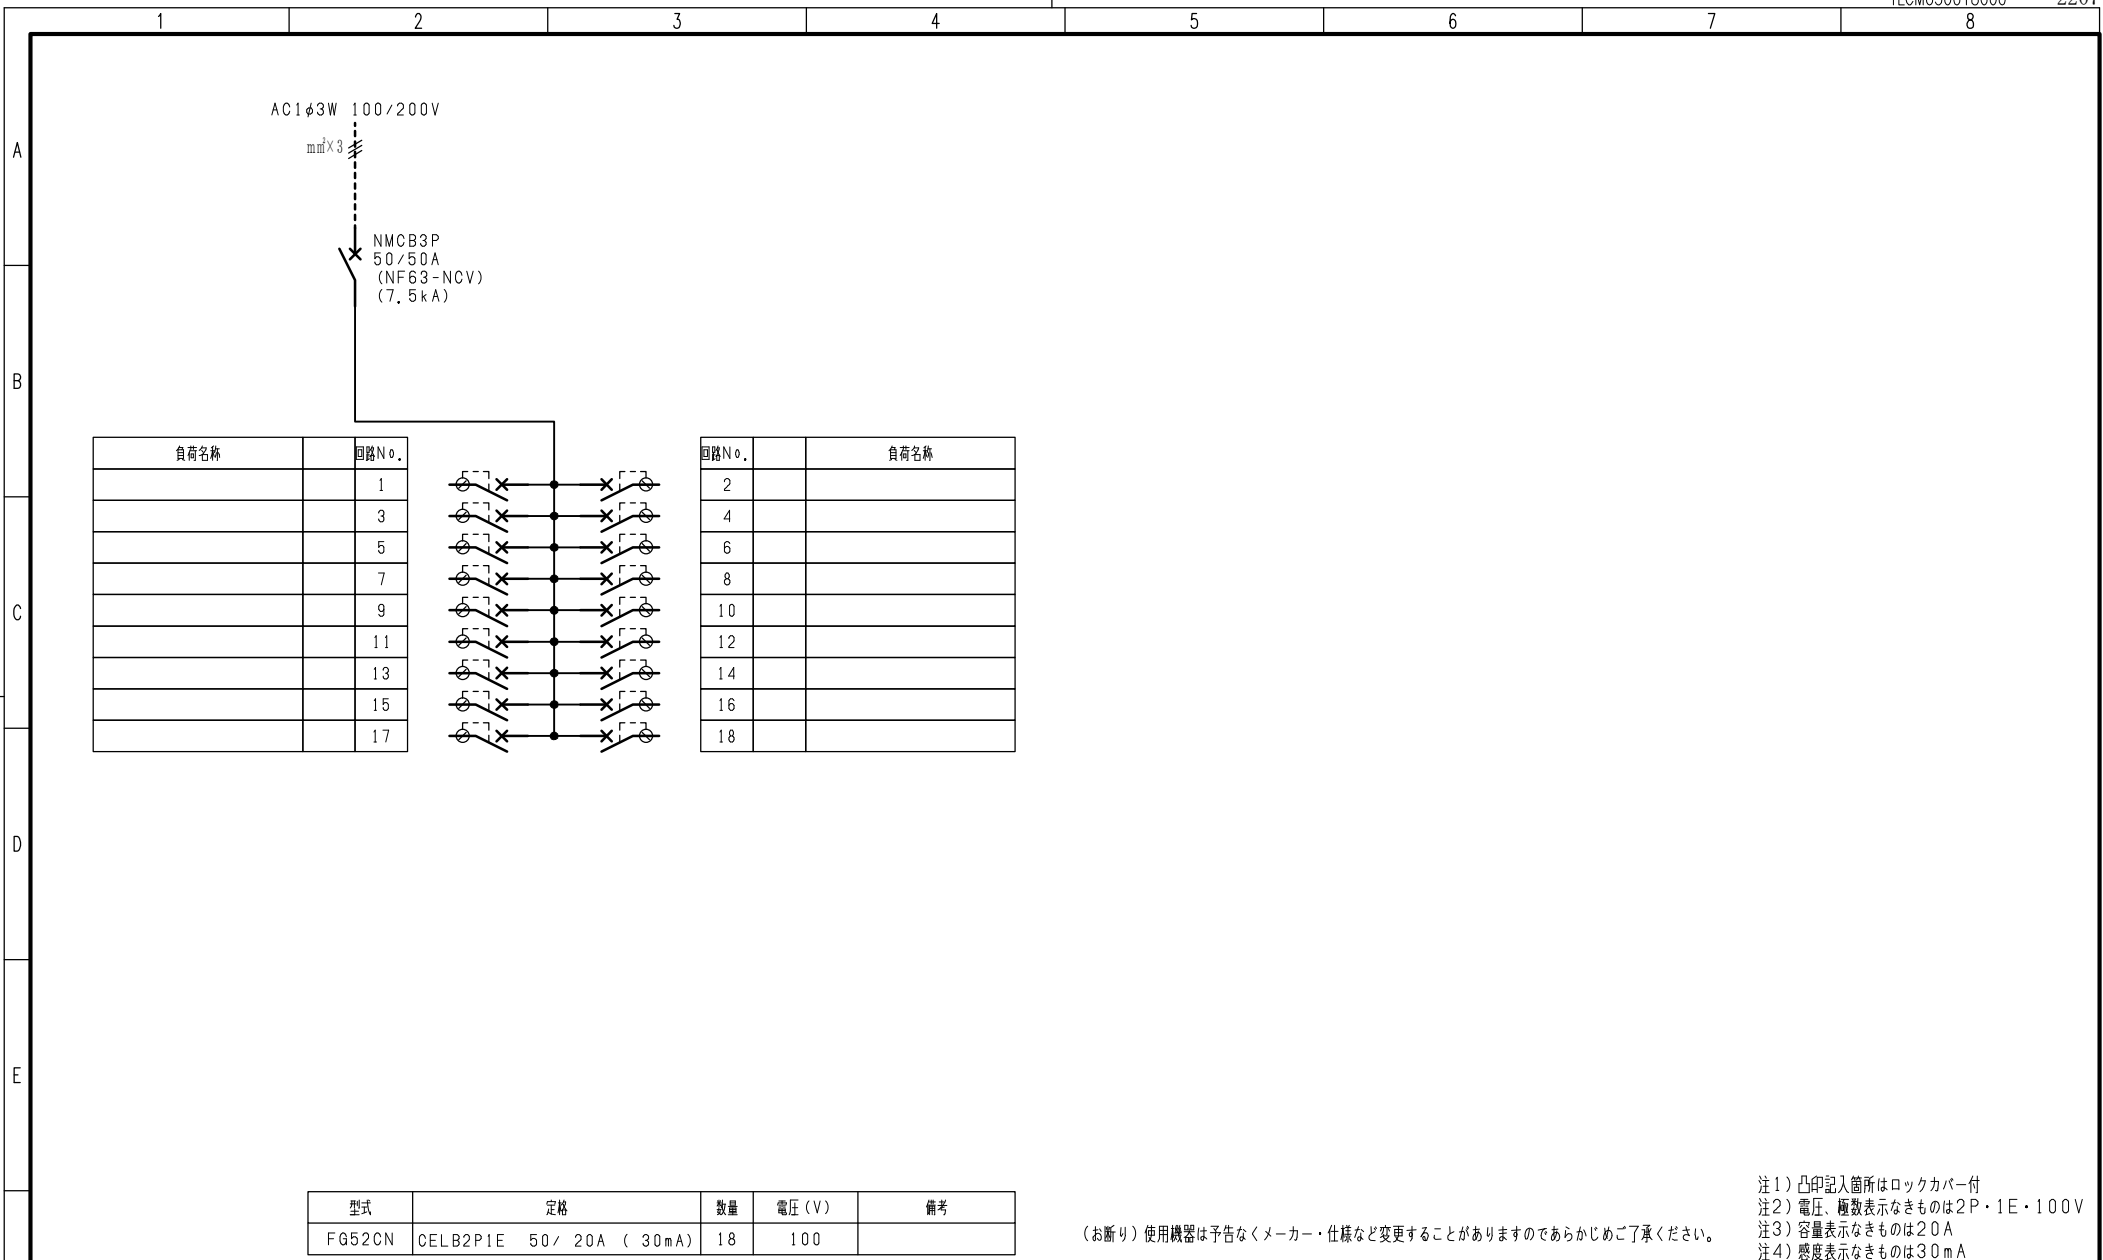 1 2 3 4 5 6 7 8
AC1φ3W 100/200V
A
mm²×3
NMCB3P
50/50A
(NF63-NCV)
(7.5kA)
B
負荷名称 回路No. 回路No. 負荷名称
1 2
3 4
5 6
7 8
9 10
C
11 12
13 14
15 16
17 18
D
E
注1)凸印記入箇所はロックカバー付
注2)電圧、極数表示なきものは2P・1E・100V
注3)容量表示なきものは20A
注4)感度表示なきものは30mA
型式 定格 数量 電圧(V) 備考
FG52CN CELB2P1E 50/ 20A ( 30mA) 18 100
(お断り)使用機器は予告なくメーカー・仕様など変更することがありますのであらかじめご了承ください。